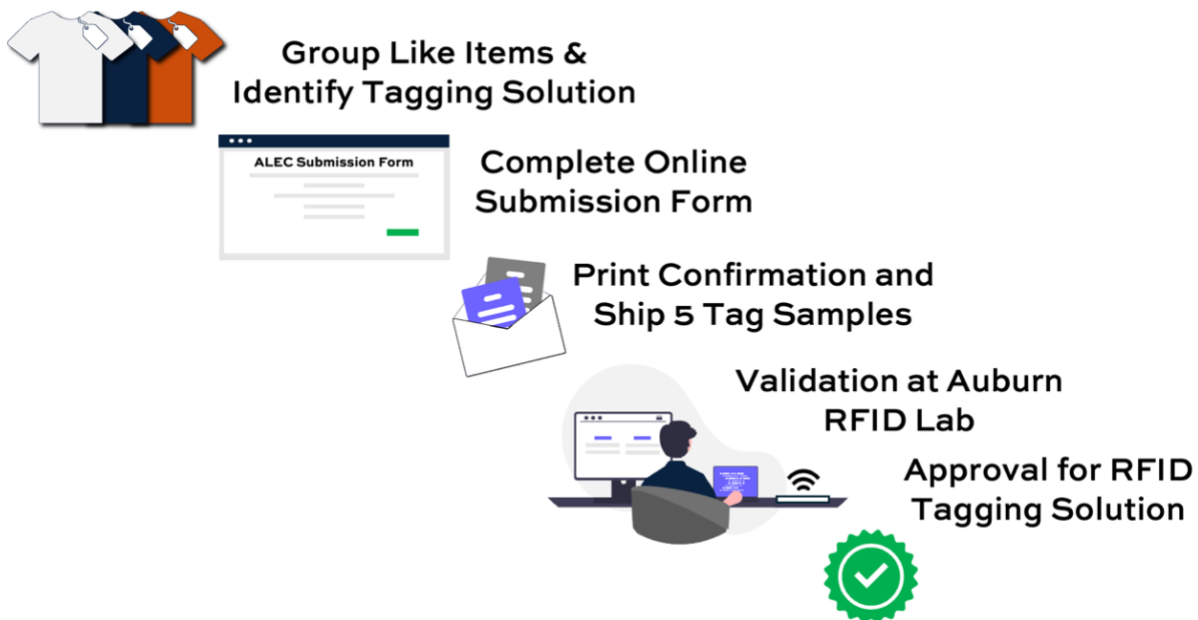 Group Like Items &
Identify Tagging Solution
ALEC Submission Form
Complete Online
Submission Form
Print Confirmation and
Ship 5 Tag Samples
Validation at Auburn
RFID Lab
Approval for RFID
Tagging Solution